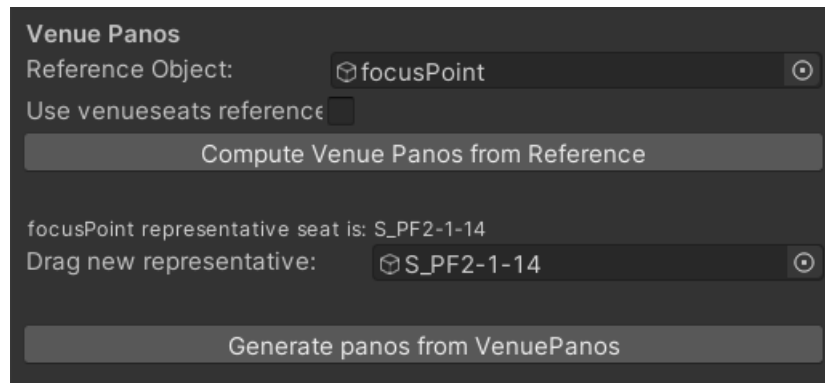 Venue Panos
Reference Object: focusPoint
Use venueseats reference
Compute Venue Panos from Reference
focusPoint representative seat is: S_PF2-1-14
Drag new representative: S_PF2-1-14
Generate panos from VenuePanos